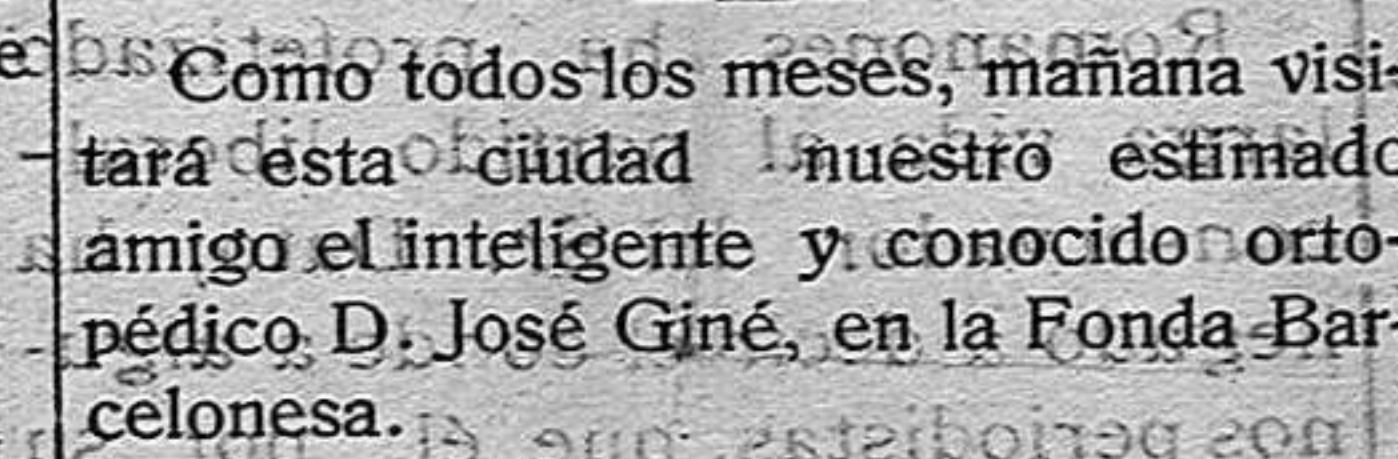 Como todos los meses, mañana visi-
tará esta ciudad nuestro estimado
amigo el inteligente y conocido orto-
pédico D. José Giné, en la Fonda Bar-
celonesa.